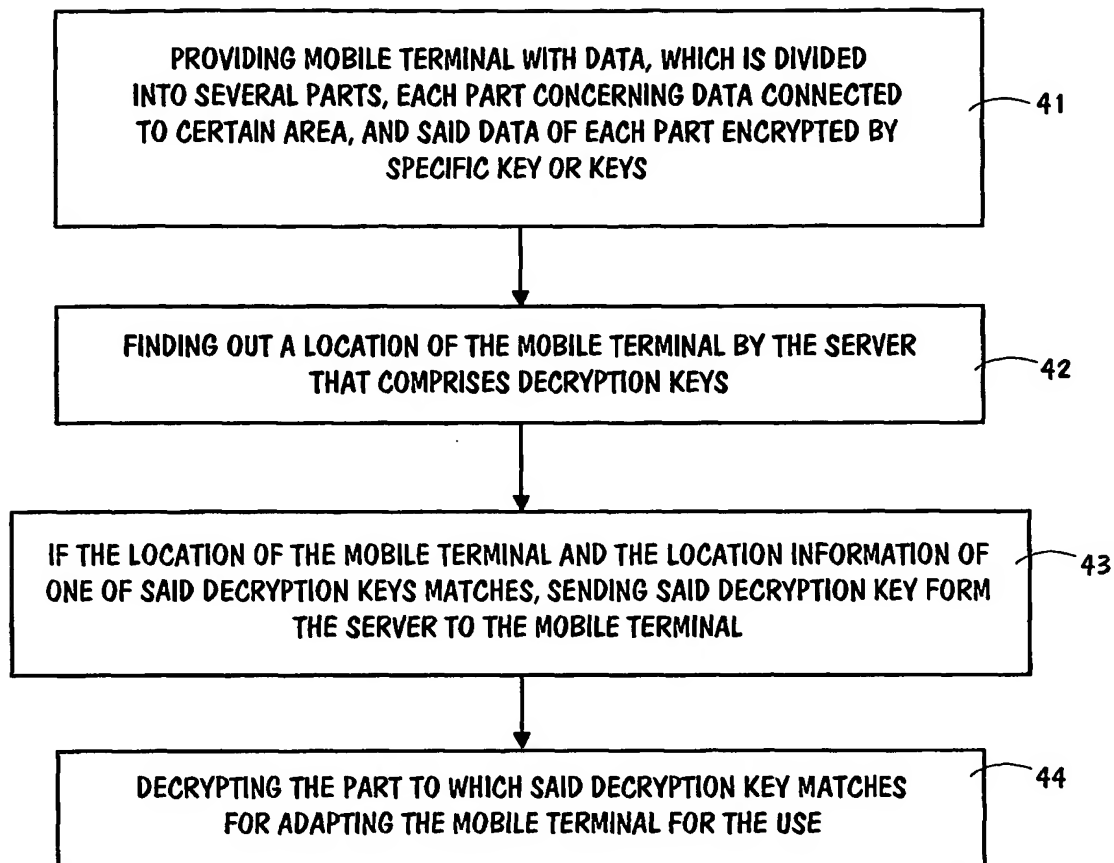 PROVIDING MOBILE TERMINAL WITH DATA, WHICH IS DIVIDED
INTO SEVERAL PARTS, EACH PART CONCERNING DATA CONNECTED
TO CERTAIN AREA, AND SAID DATA OF EACH PART ENCRYPTED BY
SPECIFIC KEY OR KEYS
41
FINDING OUT A LOCATION OF THE MOBILE TERMINAL BY THE SERVER
THAT COMPRISES DECRYPTION KEYS
42
IF THE LOCATION OF THE MOBILE TERMINAL AND THE LOCATION INFORMATION OF
ONE OF SAID DECRYPTION KEYS MATCHES, SENDING SAID DECRYPTION KEY FORM
THE SERVER TO THE MOBILE TERMINAL
43
DECRYPTING THE PART TO WHICH SAID DECRYPTION KEY MATCHES
FOR ADAPTING THE MOBILE TERMINAL FOR THE USE
44